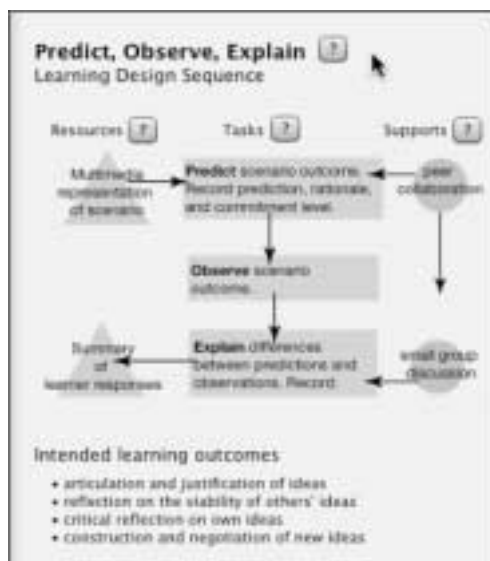 Predict, Observe, Explain ?
Learning Design Sequence
Resources ? Tasks ? Supports ?
Multimedia
representation
of scenario
Predict scenario outcome.
Record prediction, rationale,
and commitment level.
peer
collaboration
Observe scenario
outcome.
Summary
of
learner responses
Explain differences
between predictions and
observations. Record.
small group
discussion
Intended learning outcomes
• articulation and justification of ideas
• reflection on the viability of others' ideas
• critical reflection on own ideas
• construction and negotiation of new ideas